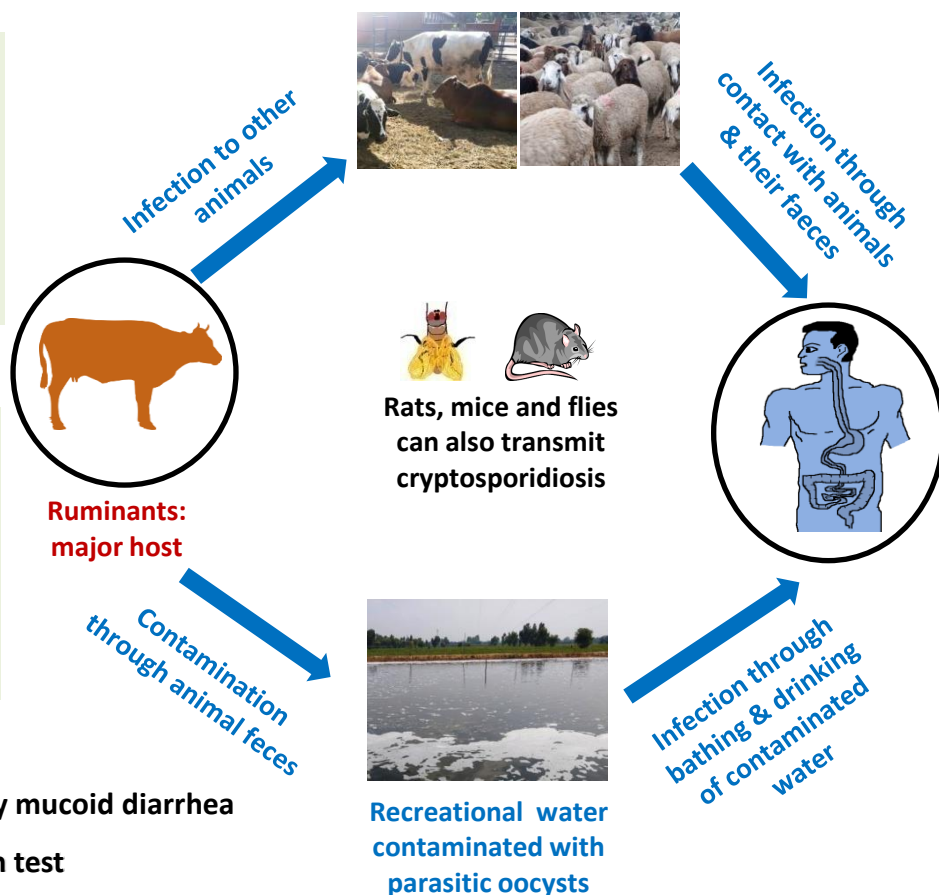 Infection to other
animals
Infection through
contact with animals
& their faeces
Rats, mice and flies
can also transmit
cryptosporidiosis
Ruminants:
major host
Contamination
through animal feces
Infection through
bathing & drinking
of contaminated
water
mucoid diarrhea
test
Recreational water
contaminated with
parasitic oocysts